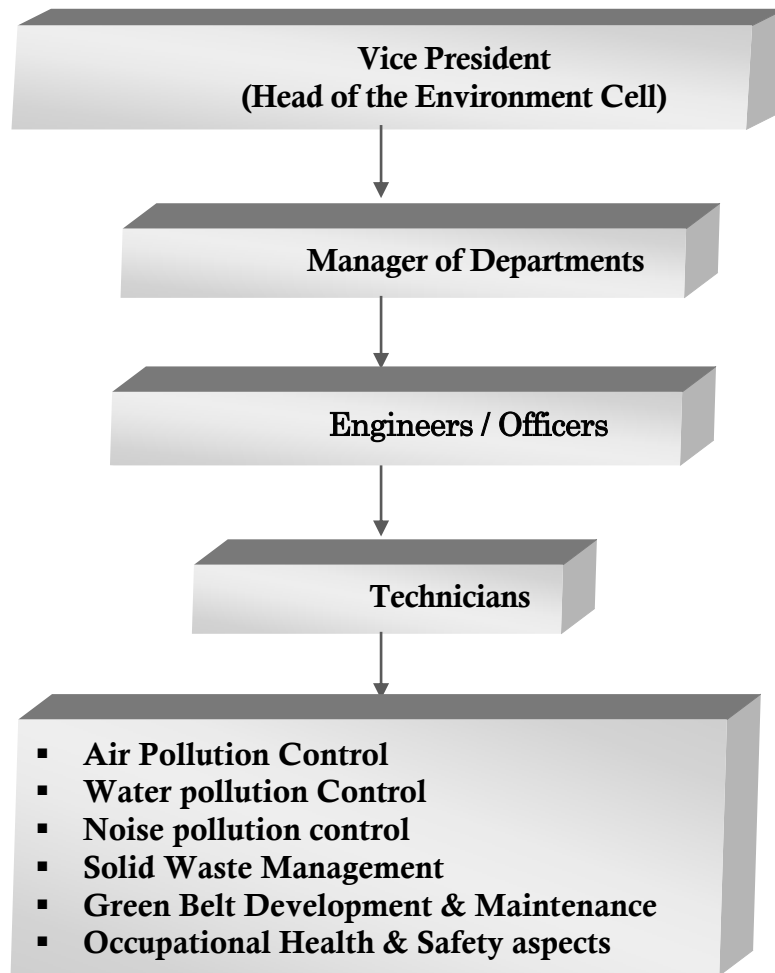 Vice President
(Head of the Environment Cell)
Manager of Departments
Engineers / Officers
Technicians
▪ Air Pollution Control
▪ Water pollution Control
▪ Noise pollution control
▪ Solid Waste Management
▪ Green Belt Development & Maintenance
▪ Occupational Health & Safety aspects